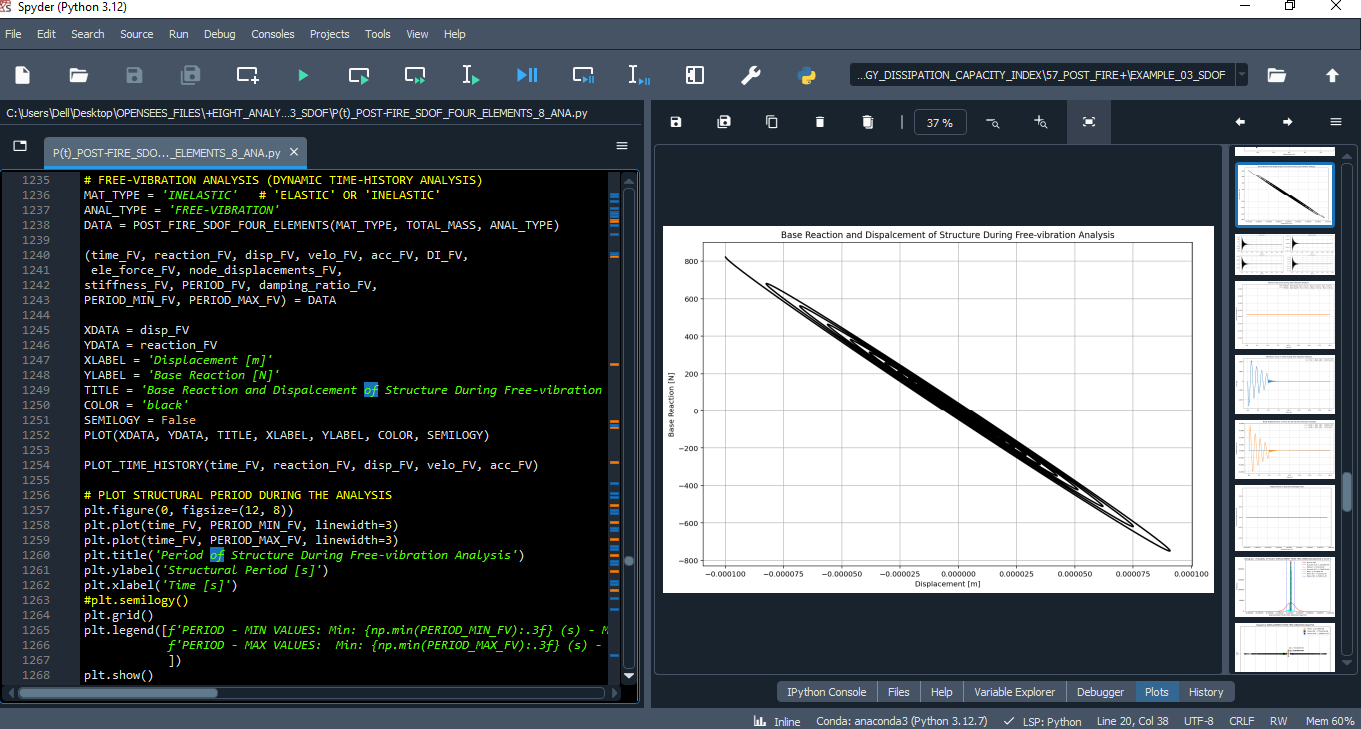 Spyder (Python 3.12)
File Edit Search Source Run Debug Consoles Projects Tools View Help
...GY_DISSIPATION_CAPACITY_INDEX\57_POST_FIRE+\EXAMPLE_03_SDOF
C:\Users\Dell\Desktop\OPENSEES_FILES\+EIGHT_ANALY...3_SDOF\P(t)_POST-FIRE_SDOF_FOUR_ELEMENTS_8_ANA.py
37 %
P(t)_POST-FIRE_SDO..._ELEMENTS_8_ANA.py
1235 # FREE-VIBRATION ANALYSIS (DYNAMIC TIME-HISTORY ANALYSIS)
1236 MAT_TYPE = 'INELASTIC' # 'ELASTIC' OR 'INELASTIC'
1237 ANAL_TYPE = 'FREE-VIBRATION'
1238 DATA = POST_FIRE_SDOF_FOUR_ELEMENTS(MAT_TYPE, TOTAL_MASS, ANAL_TYPE)
1239
1240 (time_FV, reaction_FV, disp_FV, velo_FV, acc_FV, DI_FV,
1241 ele_force_FV, node_displacements_FV,
1242 stiffness_FV, PERIOD_FV, damping_ratio_FV,
1243 PERIOD_MIN_FV, PERIOD_MAX_FV) = DATA
1244
1245 XDATA = disp_FV
1246 YDATA = reaction_FV
1247 XLABEL = 'Displacement [m]'
1248 YLABEL = 'Base Reaction [N]'
1249 TITLE = 'Base Reaction and Dispalcement of Structure During Free-vibration
1250 COLOR = 'black'
1251 SEMILOGY = False
1252 PLOT(XDATA, YDATA, TITLE, XLABEL, YLABEL, COLOR, SEMILOGY)
1253
1254 PLOT_TIME_HISTORY(time_FV, reaction_FV, disp_FV, velo_FV, acc_FV)
1255
1256 # PLOT STRUCTURAL PERIOD DURING THE ANALYSIS
1257 plt.figure(0, figsize=(12, 8))
1258 plt.plot(time_FV, PERIOD_MIN_FV, linewidth=3)
1259 plt.plot(time_FV, PERIOD_MAX_FV, linewidth=3)
1260 plt.title('Period of Structure During Free-vibration Analysis')
1261 plt.ylabel('Structural Period [s]')
1262 plt.xlabel('Time [s]')
1263 #plt.semilogy()
1264 plt.grid()
1265 plt.legend([f'PERIOD - MIN VALUES: Min: {np.min(PERIOD_MIN_FV):.3f} (s) - M
1266 f'PERIOD - MAX VALUES:  Min: {np.min(PERIOD_MAX_FV):.3f} (s) -
1267 ])
1268 plt.show()
Base Reaction and Dispalcement of Structure During Free-vibration Analysis
800
600
400
200
0
−200
−400
−600
−800
Base Reaction [N]
−0.000100 −0.000075 −0.000050 −0.000025 0.000000 0.000025 0.000050 0.000075 0.000100
Displacement [m]
IPython Console Files Help Variable Explorer Debugger Plots History
Inline Conda: anaconda3 (Python 3.12.7) ✓ LSP: Python Line 20, Col 38 UTF-8 CRLF RW Mem 60%